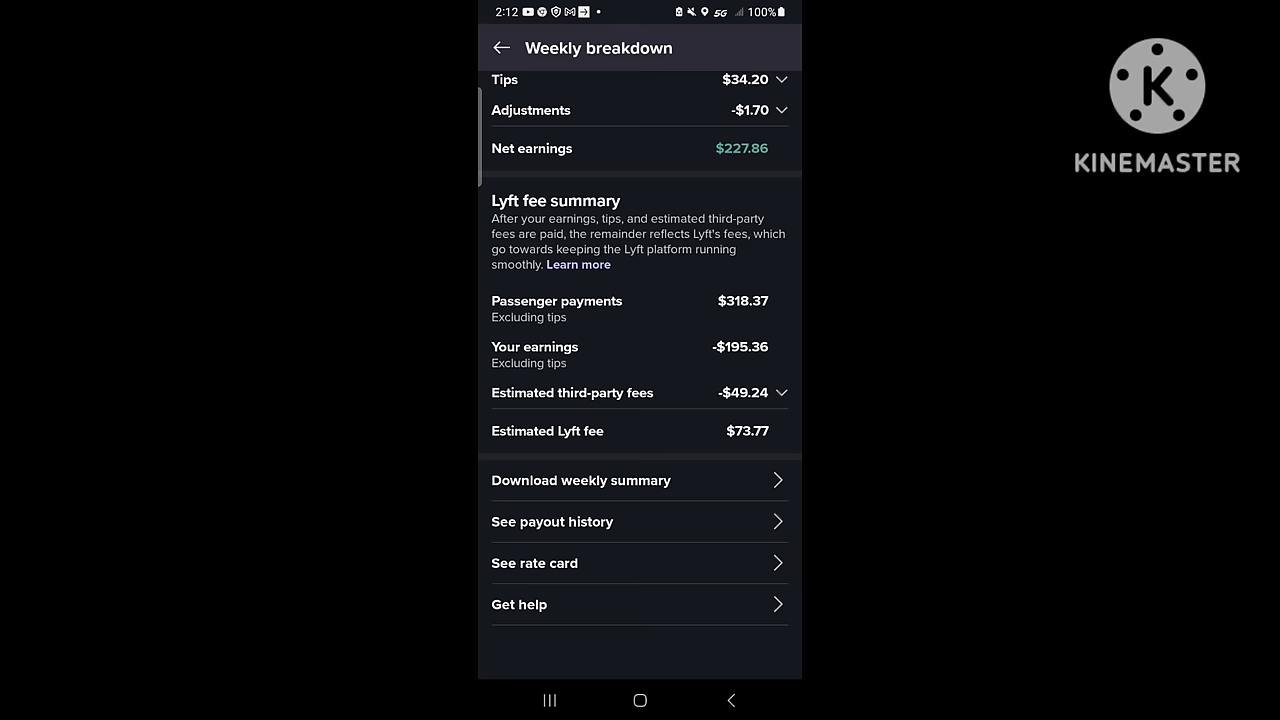 2:12 5G 100%
Weekly breakdown
K
KINEMASTER
Tips $34.20
Adjustments -$1.70
Net earnings $227.86
Lyft fee summary
After your earnings, tips, and estimated third-party
fees are paid, the remainder reflects Lyft's fees, which
go towards keeping the Lyft platform running
smoothly. Learn more
Passenger payments $318.37
Excluding tips
Your earnings -$195.36
Excluding tips
Estimated third-party fees -$49.24
Estimated Lyft fee $73.77
Download weekly summary
See payout history
See rate card
Get help